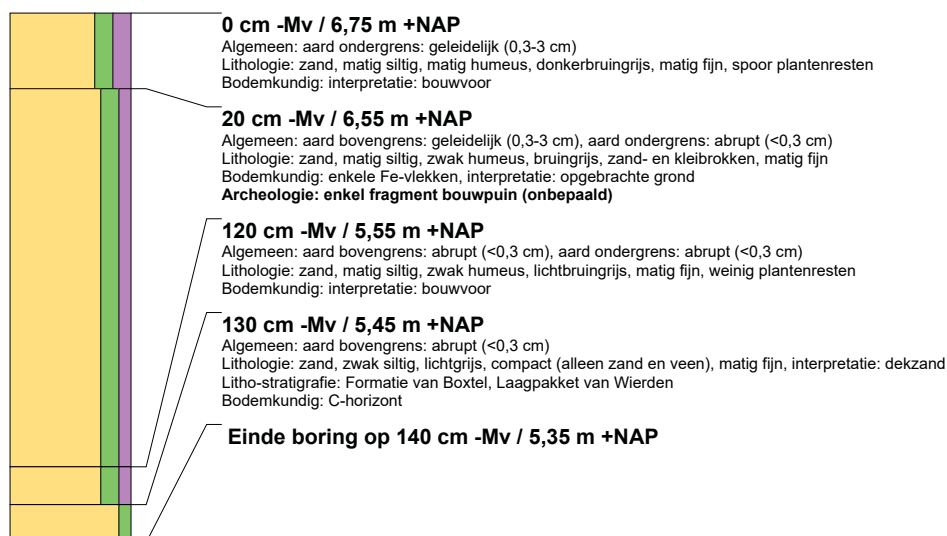 0 cm -Mv / 6,75 m +NAP
Algemeen: aard ondergrens: geleidelijk (0,3-3 cm)
Lithologie: zand, matig siltig, matig humeus, donkerbruingrijs, matig fijn, spoor plantenresten
Bodemkundig: interpretatie: bouwvoor
20 cm -Mv / 6,55 m +NAP
Algemeen: aard bovengrens: geleidelijk (0,3-3 cm), aard ondergrens: abrupt (<0,3 cm)
Lithologie: zand, matig siltig, zwak humeus, bruingrijs, zand- en kleibrokken, matig fijn
Bodemkundig: enkele Fe-vlekken, interpretatie: opgebrachte grond
Archeologie: enkel fragment bouwpuin (onbepaald)
120 cm -Mv / 5,55 m +NAP
Algemeen: aard bovengrens: abrupt (<0,3 cm), aard ondergrens: abrupt (<0,3 cm)
Lithologie: zand, matig siltig, zwak humeus, lichtbruingrijs, matig fijn, weinig plantenresten
Bodemkundig: interpretatie: bouwvoor
130 cm -Mv / 5,45 m +NAP
Algemeen: aard bovengrens: abrupt (<0,3 cm)
Lithologie: zand, zwak siltig, lichtgrijs, compact (alleen zand en veen), matig fijn, interpretatie: dekzand
Litho-stratigrafie: Formatie van Boxtel, Laagpakket van Wierden
Bodemkundig: C-horizont
Einde boring op 140 cm -Mv / 5,35 m +NAP